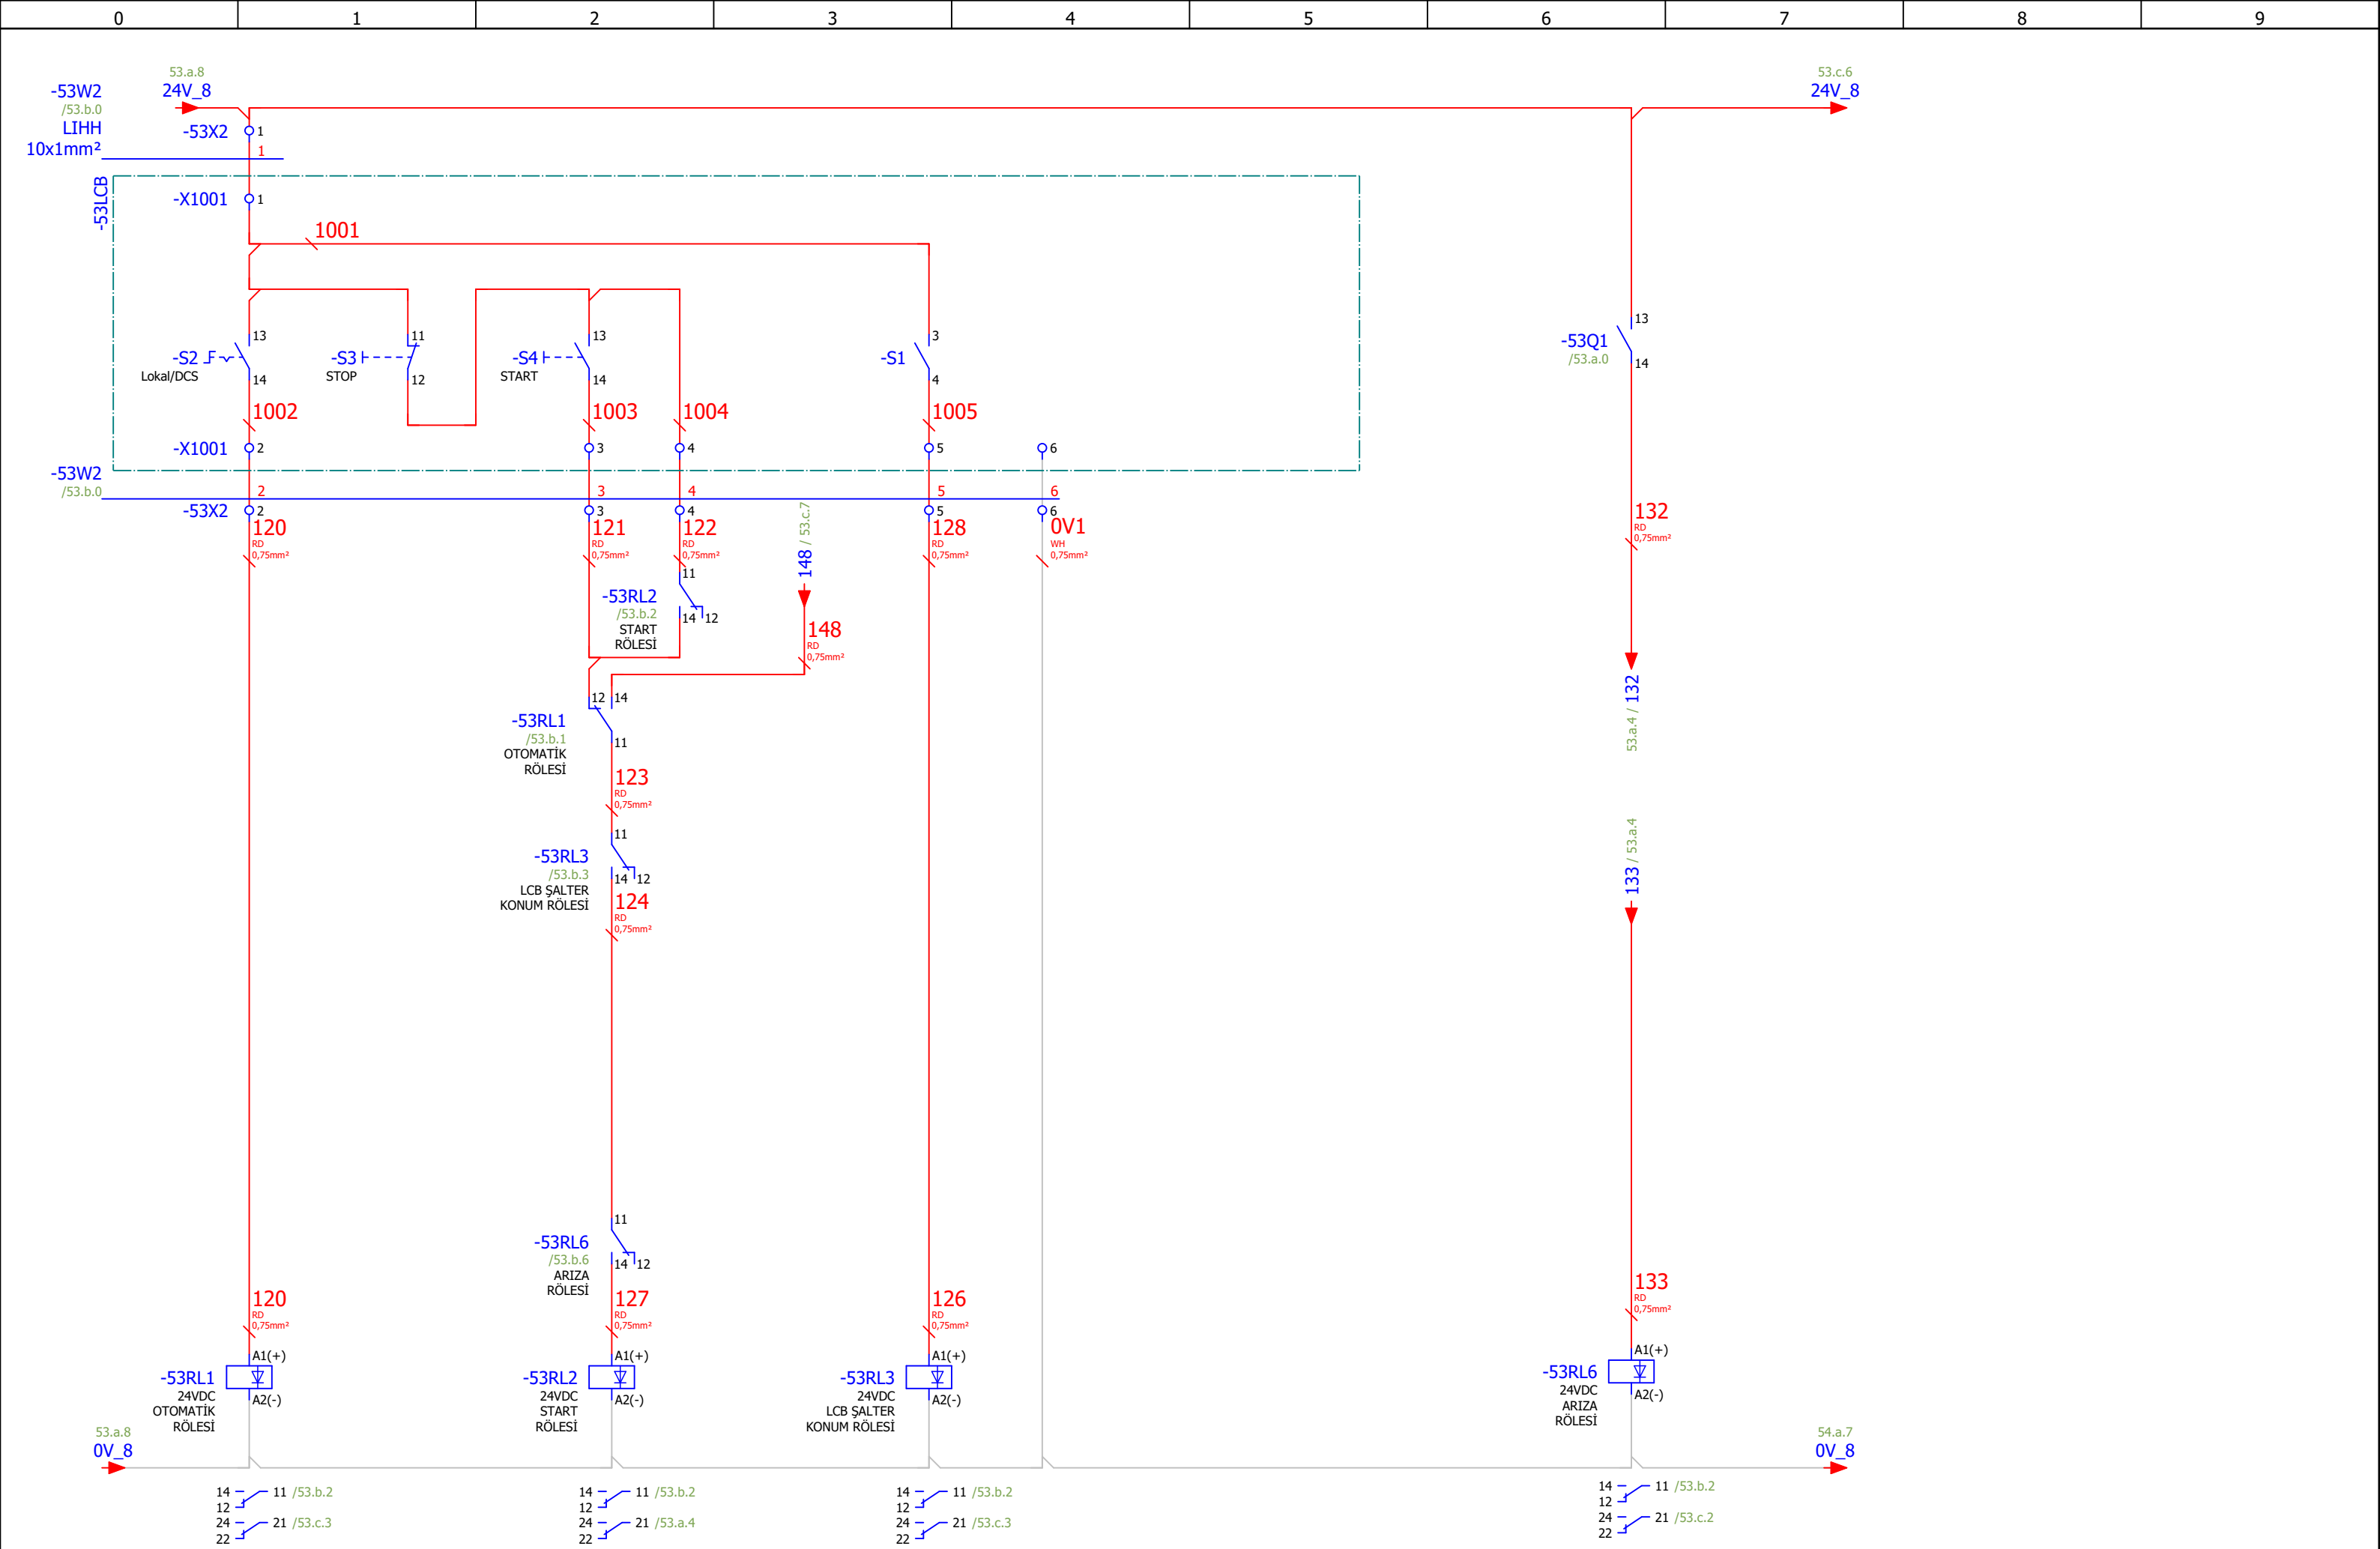 0 1 2 3 4 5 6 7 8 9
53.a.8
24V_8
53.c.6
24V_8
-53W2
/53.b.0
LIHH
10x1mm²
-53X2 1
1
-53LCB
-X1001 1
1001
-S2
Lokal/DCS
13
14
-S3
STOP
11
12
-S4
START
13
14
-S1
3
4
-53Q1
/53.a.0
13
14
1002
1003
1004
1005
-X1001 2 3 4 5 6
-53W2
/53.b.0
2 3 4 5 6
-53X2 2 3 4 5 6
120
RD
0,75mm²
121
RD
0,75mm²
122
RD
0,75mm²
148 / 53.c.7
128
RD
0,75mm²
0V1
WH
0,75mm²
132
RD
0,75mm²
-53RL2
/53.b.2
START
RÖLESİ
11
14 12
148
RD
0,75mm²
53.a.4 / 132
12 14
-53RL1
/53.b.1
OTOMATİK
RÖLESİ
11
123
RD
0,75mm²
133 / 53.a.4
11
-53RL3
/53.b.3
LCB ŞALTER
KONUM RÖLESİ
14 12
124
RD
0,75mm²
11
-53RL6
/53.b.6
ARIZA
RÖLESİ
14 12
120
RD
0,75mm²
127
RD
0,75mm²
126
RD
0,75mm²
133
RD
0,75mm²
-53RL1
24VDC
OTOMATİK
RÖLESİ
A1(+)
A2(-)
-53RL2
24VDC
START
RÖLESİ
A1(+)
A2(-)
-53RL3
24VDC
LCB ŞALTER
KONUM RÖLESİ
A1(+)
A2(-)
-53RL6
24VDC
ARIZA
RÖLESİ
A1(+)
A2(-)
53.a.8
0V_8
54.a.7
0V_8
14 11 /53.b.2
12
24 21 /53.c.3
22
14 11 /53.b.2
12
24 21 /53.a.4
22
14 11 /53.b.2
12
24 21 /53.c.3
22
14 11 /53.b.2
12
24 21 /53.c.2
22